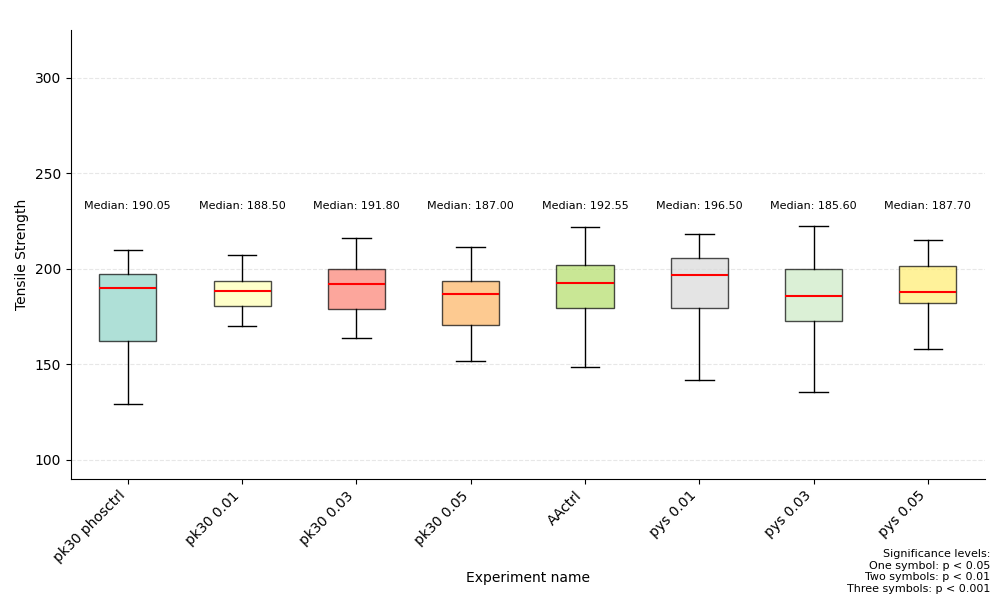 300
250
200
150
100
Tensile Strength
Median: 190.05
Median: 188.50
Median: 191.80
Median: 187.00
Median: 192.55
Median: 196.50
Median: 185.60
Median: 187.70
pk30 phosctrl
pk30 0.01
pk30 0.03
pk30 0.05
AActrl
pys 0.01
pys 0.03
pys 0.05
Experiment name
Significance levels:
One symbol: p < 0.05
Two symbols: p < 0.01
Three symbols: p < 0.001